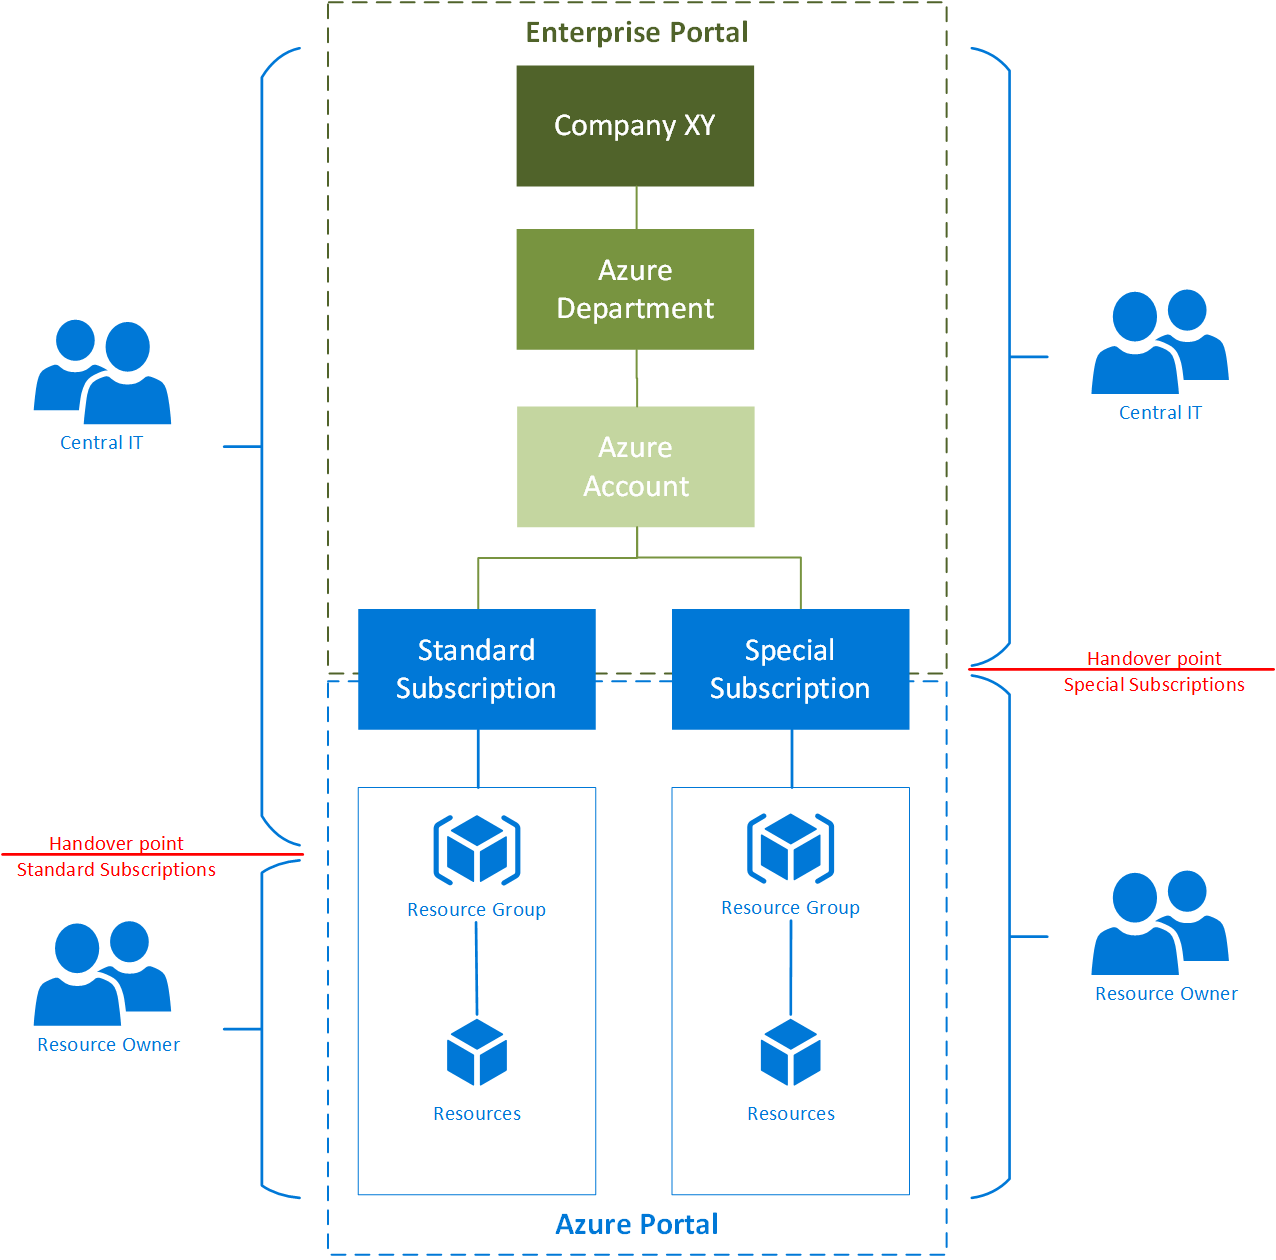 Enterprise Portal
Company XY
Azure
Department
Azure
Account
Central IT
Central IT
Standard
Subscription
Special
Subscription
Handover point
Special Subscriptions
Handover point
Standard Subscriptions
Resource Group
Resource Group
Resource Owner
Resource Owner
Resources
Resources
Azure Portal